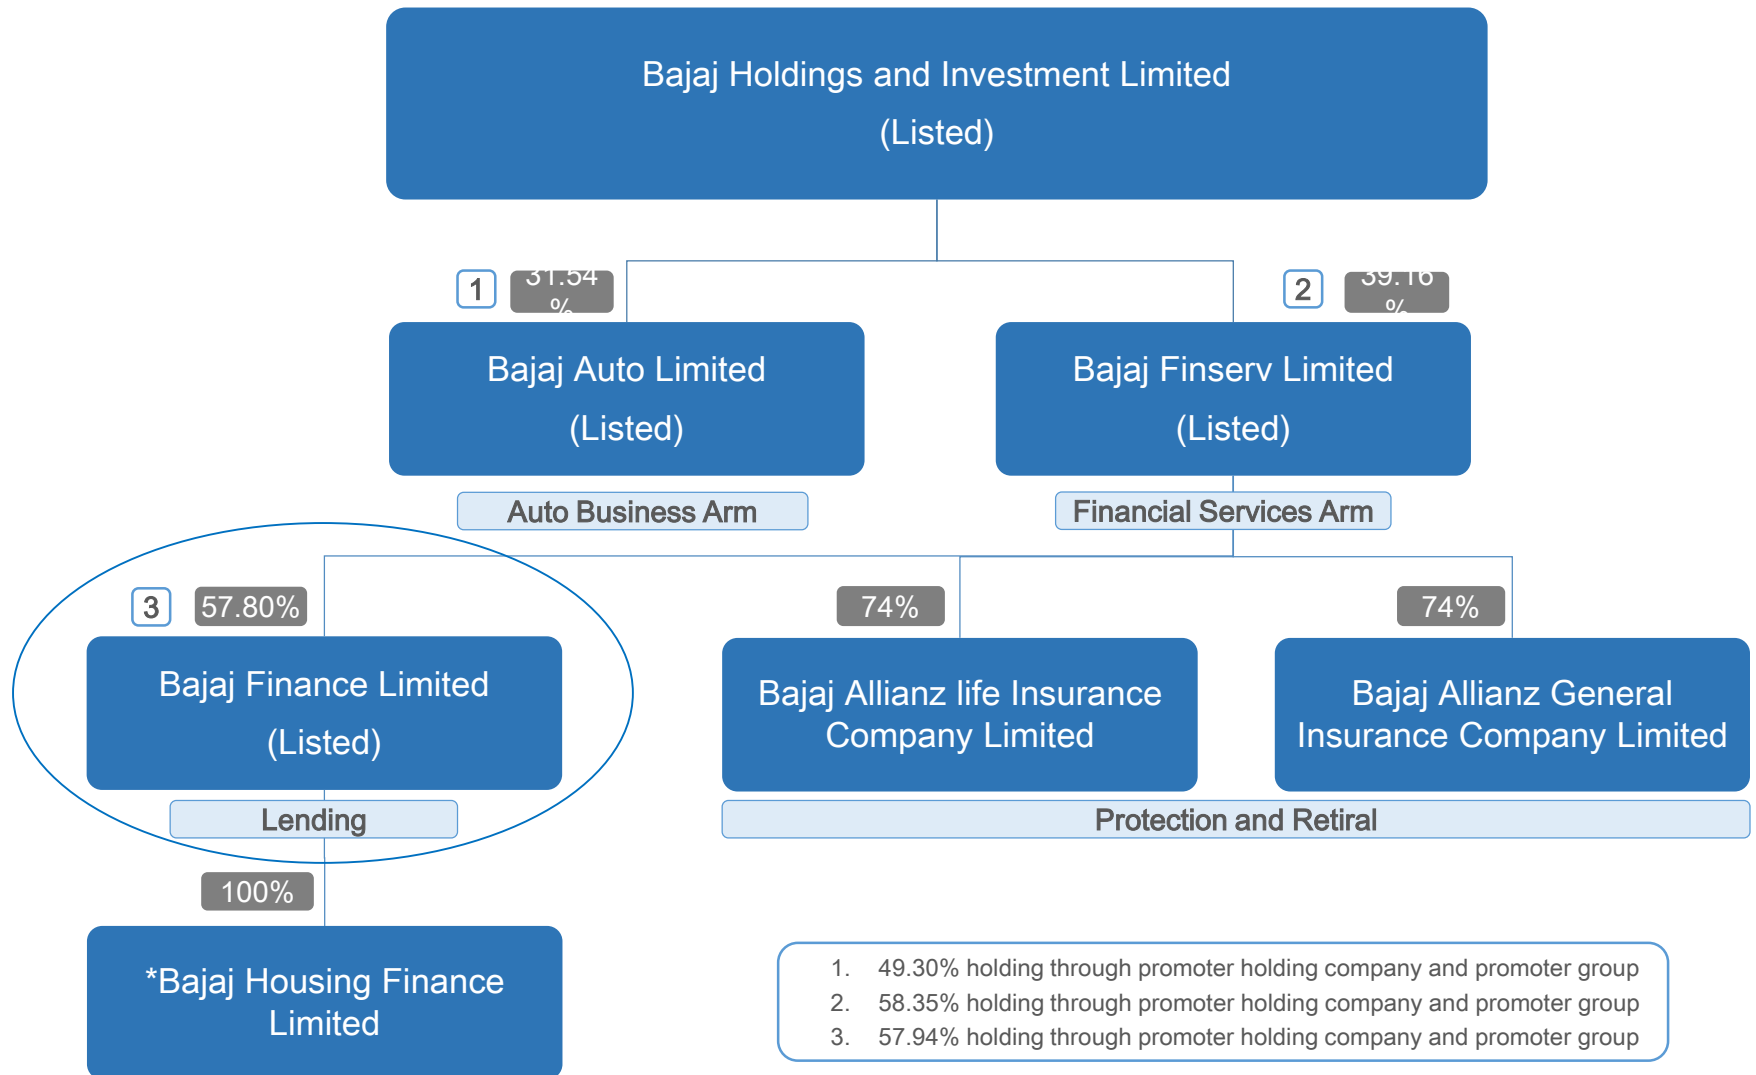 Bajaj Holdings and Investment Limited
(Listed)
1
31.54
%
2
39.16
%
Bajaj Auto Limited
(Listed)
Bajaj Finserv Limited
(Listed)
Auto Business Arm
Financial Services Arm
3
57.80%
74%
74%
Bajaj Finance Limited
(Listed)
Bajaj Allianz life Insurance
Company Limited
Bajaj Allianz General
Insurance Company Limited
Lending
Protection and Retiral
100%
*Bajaj Housing Finance
Limited
1. 49.30% holding through promoter holding company and promoter group
2. 58.35% holding through promoter holding company and promoter group
3. 57.94% holding through promoter holding company and promoter group